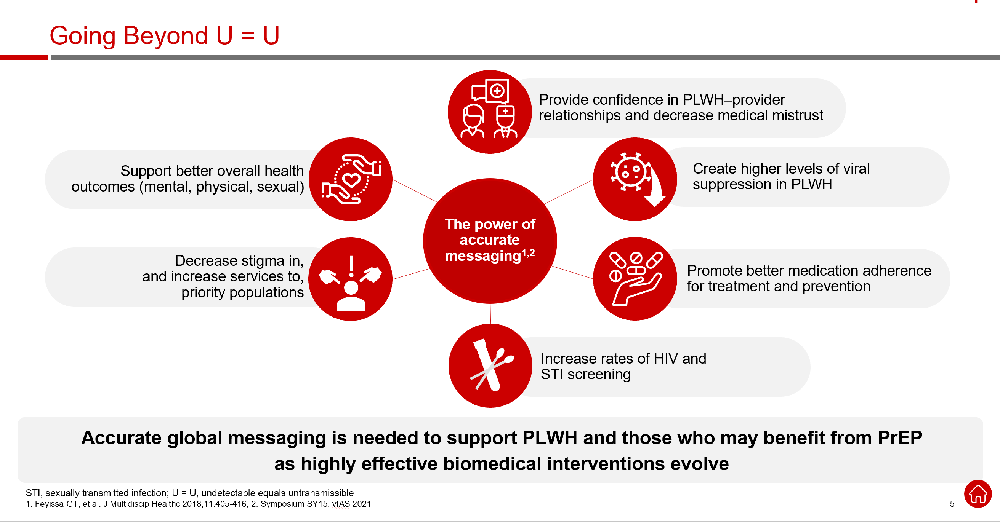 Going Beyond U = U
Provide confidence in PLWH–provider
relationships and decrease medical mistrust
Support better overall health
outcomes (mental, physical, sexual)
Create higher levels of viral
suppression in PLWH
The power of
accurate
messaging1,2
Decrease stigma in,
and increase services to,
priority populations
Promote better medication adherence
for treatment and prevention
Increase rates of HIV and
STI screening
Accurate global messaging is needed to support PLWH and those who may benefit from PrEP
as highly effective biomedical interventions evolve
STI, sexually transmitted infection; U = U, undetectable equals untransmissible
1. Feyissa GT, et al. J Multidiscip Healthc 2018;11:405-416; 2. Symposium SY15. vIAS 2021
5